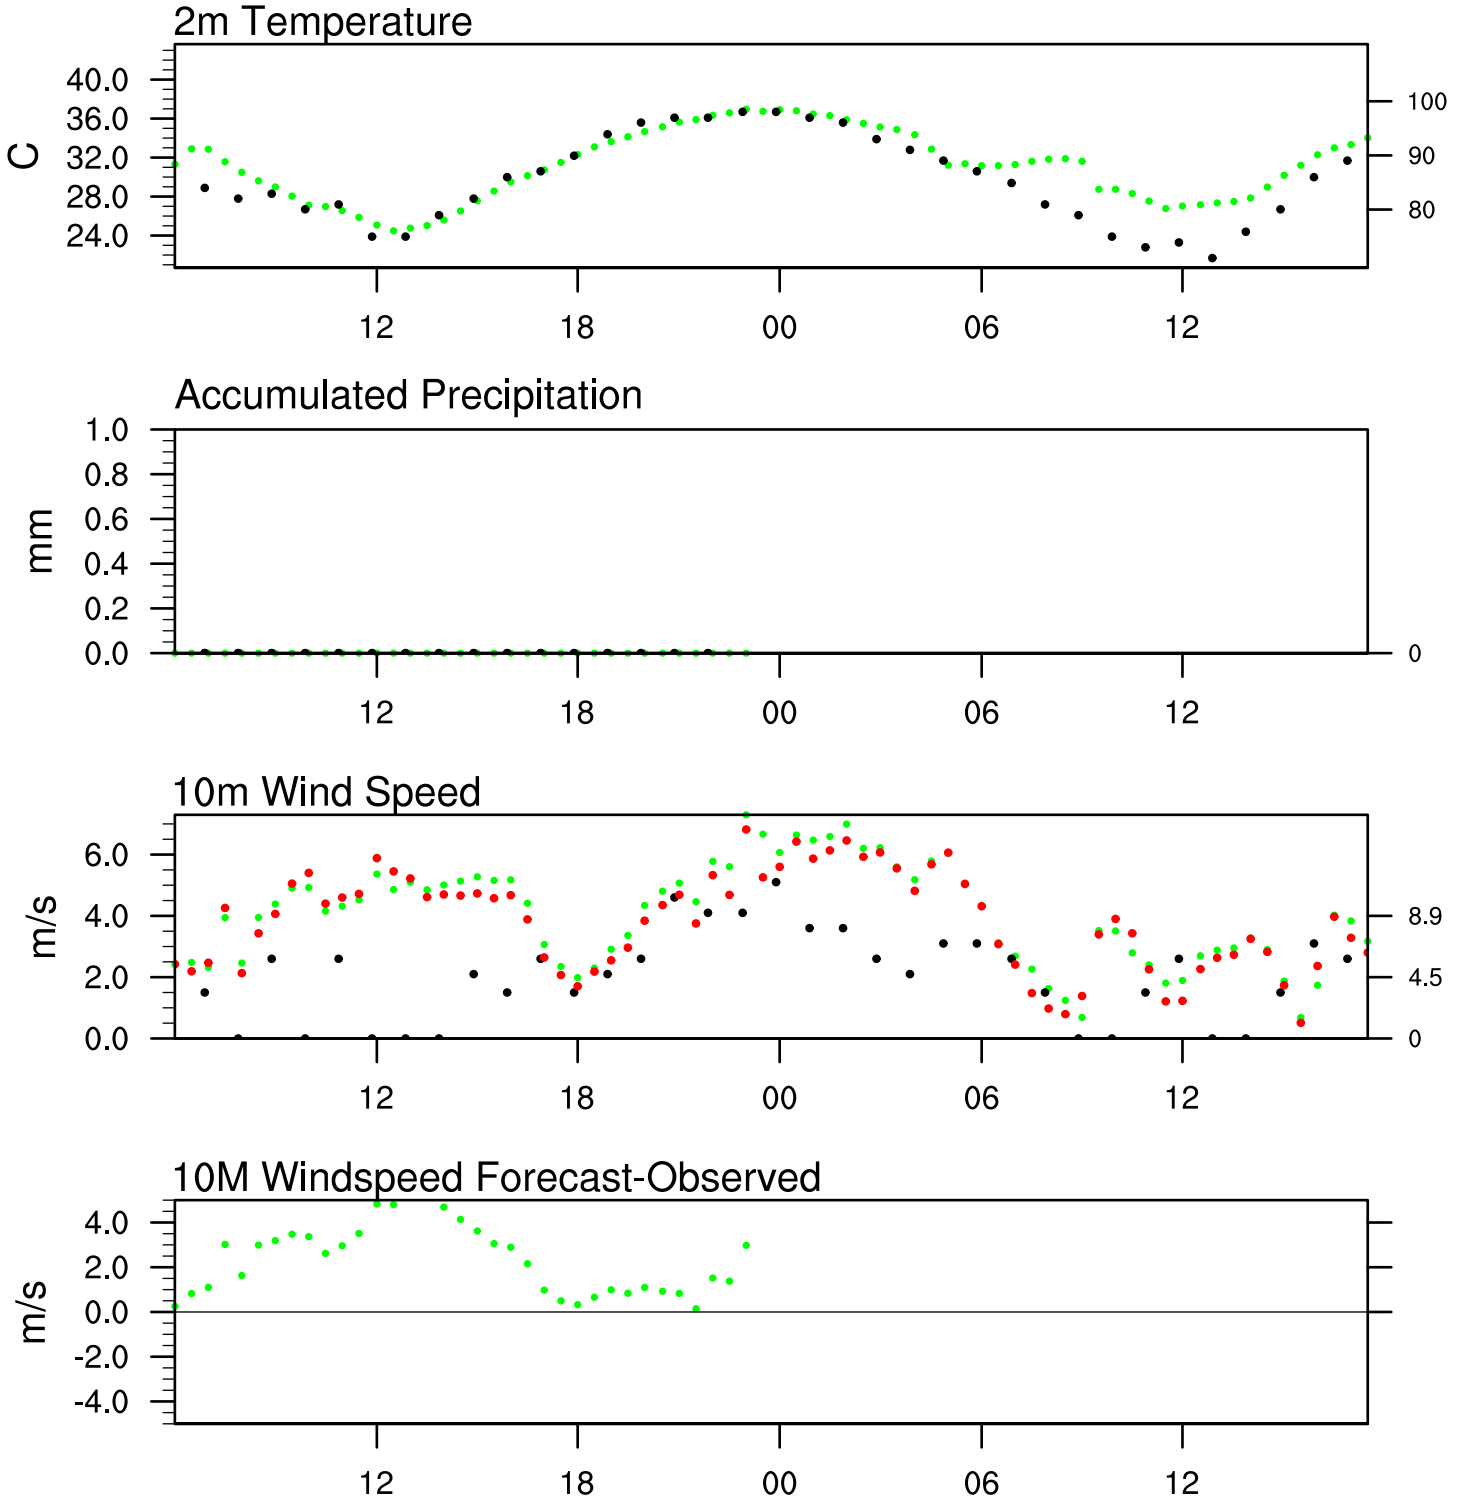 2m Temperature
C
40.0
36.0
32.0
28.0
24.0
100
90
80
12 18 00 06 12
Accumulated Precipitation
mm
1.0
0.8
0.6
0.4
0.2
0.0
0
12 18 00 06 12
10m Wind Speed
m/s
6.0
4.0
2.0
0.0
8.9
4.5
0
12 18 00 06 12
10M Windspeed Forecast-Observed
m/s
4.0
2.0
0.0
-2.0
-4.0
12 18 00 06 12